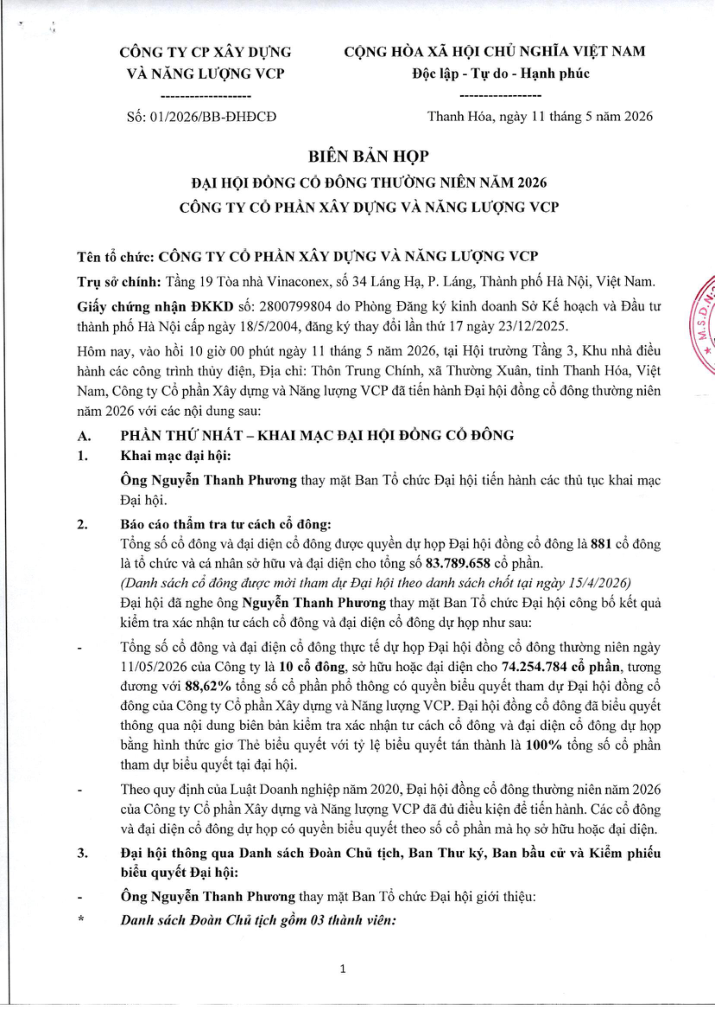 CÔNG TY CP XÂY DỰNG
VÀ NĂNG LƯỢNG VCP
-------------------
Số: 01/2026/BB-ĐHĐCĐ
CỘNG HÒA XÃ HỘI CHỦ NGHĨA VIỆT NAM
Độc lập - Tự do - Hạnh phúc
-----------------
Thanh Hóa, ngày 11 tháng 5 năm 2026
BIÊN BẢN HỌP
ĐẠI HỘI ĐỒNG CỔ ĐÔNG THƯỜNG NIÊN NĂM 2026
CÔNG TY CỔ PHẦN XÂY DỰNG VÀ NĂNG LƯỢNG VCP
Tên tổ chức: CÔNG TY CỔ PHẦN XÂY DỰNG VÀ NĂNG LƯỢNG VCP
Trụ sở chính: Tầng 19 Tòa nhà Vinaconex, số 34 Láng Hạ, P. Láng, Thành phố Hà Nội, Việt Nam.
Giấy chứng nhận ĐKKD số: 2800799804 do Phòng Đăng ký kinh doanh Sở Kế hoạch và Đầu tư
thành phố Hà Nội cấp ngày 18/5/2004, đăng ký thay đổi lần thứ 17 ngày 23/12/2025.
Hôm nay, vào hồi 10 giờ 00 phút ngày 11 tháng 5 năm 2026, tại Hội trường Tầng 3, Khu nhà điều
hành các công trình thủy điện, Địa chỉ: Thôn Trung Chính, xã Thường Xuân, tỉnh Thanh Hóa, Việt
Nam, Công ty Cổ phần Xây dựng và Năng lượng VCP đã tiến hành Đại hội đồng cổ đông thường niên
năm 2026 với các nội dung sau:
A. PHẦN THỨ NHẤT – KHAI MẠC ĐẠI HỘI ĐỒNG CỔ ĐÔNG
1. Khai mạc đại hội:
Ông Nguyễn Thanh Phương thay mặt Ban Tổ chức Đại hội tiến hành các thủ tục khai mạc
Đại hội.
2. Báo cáo thẩm tra tư cách cổ đông:
Tổng số cổ đông và đại diện cổ đông được quyền dự họp Đại hội đồng cổ đông là 881 cổ đông
là tổ chức và cá nhân sở hữu và đại diện cho tổng số 83.789.658 cổ phần.
(Danh sách cổ đông được mời tham dự Đại hội theo danh sách chốt tại ngày 15/4/2026)
Đại hội đã nghe ông Nguyễn Thanh Phương thay mặt Ban Tổ chức Đại hội công bố kết quả
kiểm tra xác nhận tư cách cổ đông và đại diện cổ đông dự họp như sau:
- Tổng số cổ đông và đại diện cổ đông thực tế dự họp Đại hội đồng cổ đông thường niên ngày
11/05/2026 của Công ty là 10 cổ đông, sở hữu hoặc đại diện cho 74.254.784 cổ phần, tương
đương với 88,62% tổng số cổ phần phổ thông có quyền biểu quyết tham dự Đại hội đồng cổ
đông của Công ty Cổ phần Xây dựng và Năng lượng VCP. Đại hội đồng cổ đông đã biểu quyết
thông qua nội dung biên bản kiểm tra xác nhận tư cách cổ đông và đại diện cổ đông dự họp
bằng hình thức giơ Thẻ biểu quyết với tỷ lệ biểu quyết tán thành là 100% tổng số cổ phần
tham dự biểu quyết tại đại hội.
- Theo quy định của Luật Doanh nghiệp năm 2020, Đại hội đồng cổ đông thường niên năm 2026
của Công ty Cổ phần Xây dựng và Năng lượng VCP đã đủ điều kiện để tiến hành. Các cổ đông
và đại diện cổ đông dự họp có quyền biểu quyết theo số cổ phần mà họ sở hữu hoặc đại diện.
3. Đại hội thông qua Danh sách Đoàn Chủ tịch, Ban Thư ký, Ban bầu cử và Kiểm phiếu
biểu quyết Đại hội:
- Ông Nguyễn Thanh Phương thay mặt Ban Tổ chức Đại hội giới thiệu:
* Danh sách Đoàn Chủ tịch gồm 03 thành viên:
1
★ M.S.D.N: